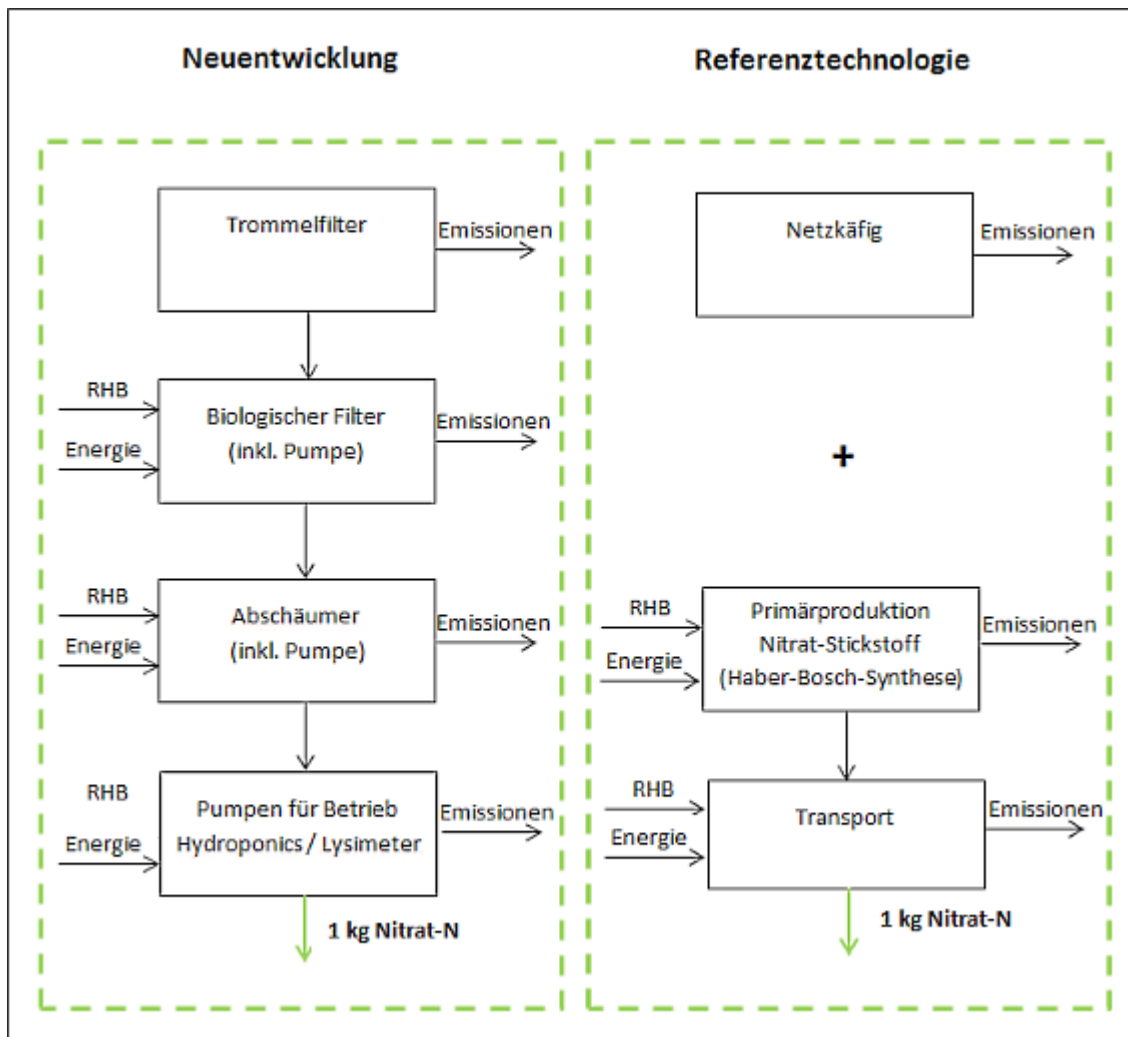 Neuentwicklung
Trommelfilter
Emissionen
RHB
Energie
Biologischer Filter
(inkl. Pumpe)
Emissionen
RHB
Energie
Abschäumer
(inkl. Pumpe)
Emissionen
RHB
Energie
Pumpen für Betrieb
Hydroponics / Lysimeter
Emissionen
1 kg Nitrat-N
Referenztechnologie
Netzkäfig
Emissionen
+
RHB
Energie
Primärproduktion
Nitrat-Stickstoff
(Haber-Bosch-Synthese)
Emissionen
RHB
Energie
Transport
Emissionen
1 kg Nitrat-N